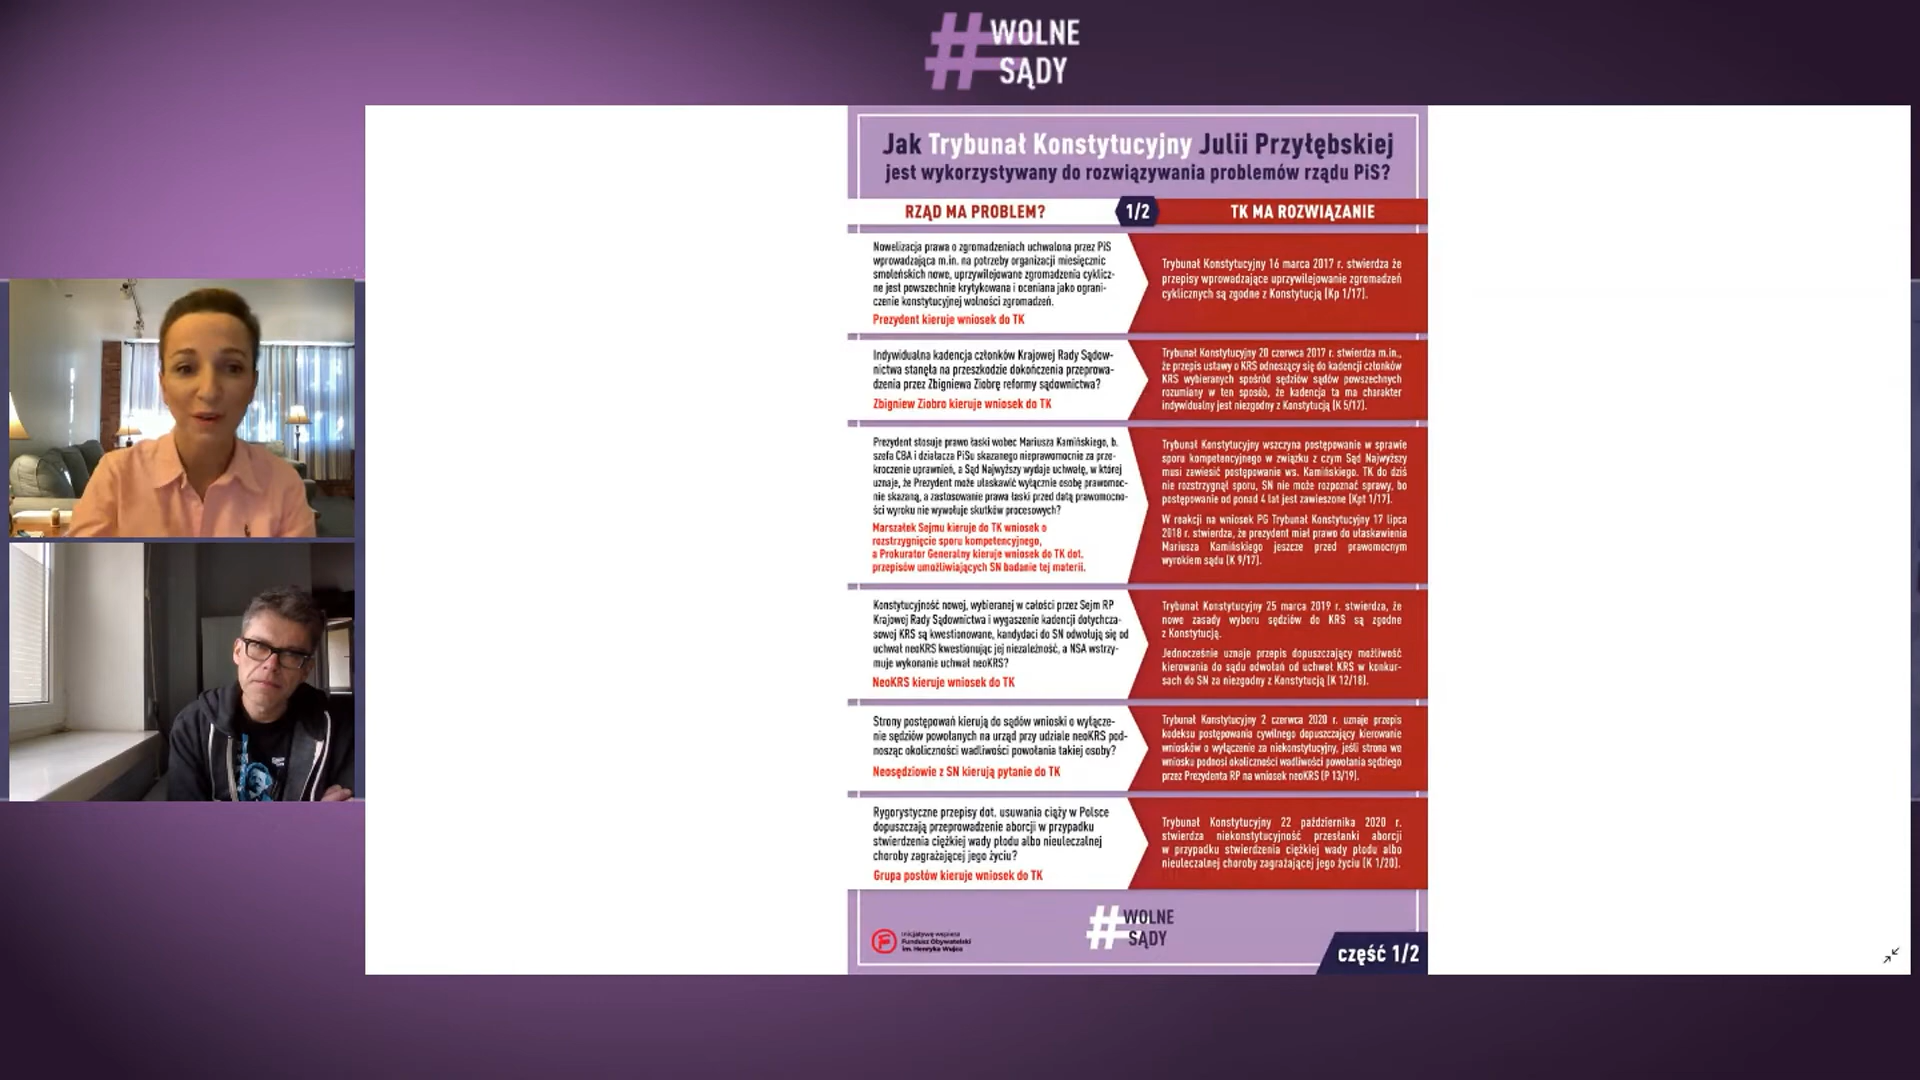 #WOLNE
SĄDY
Jak Trybunał Konstytucyjny Julii Przyłębskiej
jest wykorzystywany do rozwiązywania problemów rządu PiS?
RZĄD MA PROBLEM?
1/2
TK MA ROZWIĄZANIE
Nowelizacja prawa o zgromadzeniach uchwalona przez PiS
wprowadzająca m.in. na potrzeby organizacji miesięcznic
smoleńskich nowe, uprzywilejowane zgromadzenia cyklicz-
ne jest powszechnie krytykowana i oceniana jako ograni-
czenie konstytucyjnej wolności zgromadzeń.
Prezydent kieruje wniosek do TK
Trybunał Konstytucyjny 16 marca 2017 r. stwierdza że
przepisy wprowadzające uprzywilejowanie zgromadzeń
cyklicznych są zgodne z Konstytucją (Kp 1/17).
Indywidualna kadencja członków Krajowej Rady Sądow-
nictwa stanęła na przeszkodzie dokończenia przeprowa-
dzenia przez Zbigniewa Ziobrę reformy sądownictwa?
Zbigniew Ziobro kieruje wniosek do TK
Trybunał Konstytucyjny 20 czerwca 2017 r. stwierdza m.in.,
że przepis ustawy o KRS odnoszący się do kadencji członków
KRS wybieranych spośród sędziów sądów powszechnych
rozumiany w ten sposób, że kadencja ta ma charakter
indywidualny jest niezgodny z Konstytucją (K 5/17).
Prezydent stosuje prawo łaski wobec Mariusza Kamińskiego, b.
szefa CBA i działacza PiSu skazanego nieprawomocnie za prze-
kroczenie uprawnień, a Sąd Najwyższy wydaje uchwałę, w której
uznaje, że Prezydent może ułaskawić wyłącznie osobę prawomoc-
nie skazaną, a zastosowanie prawa łaski przed datą prawomocno-
ści wyroku nie wywołuje skutków procesowych?
Marszałek Sejmu kieruje do TK wniosek o
rozstrzygnięcie sporu kompetencyjnego,
a Prokurator Generalny kieruje wniosek do TK dot.
przepisów umożliwiających SN badanie tej materii.
Trybunał Konstytucyjny wszczyna postępowanie w sprawie
sporu kompetencyjnego w związku z czym Sąd Najwyższy
musi zawiesić postępowanie ws. Kamińskiego. TK do dziś
nie rozstrzygnął sporu, SN nie może rozpoznać sprawy, bo
postępowanie od ponad 4 lat jest zawieszone (Kpt 1/17).
W reakcji na wniosek PG Trybunał Konstytucyjny 17 lipca
2018 r. stwierdza, że prezydent miał prawo do ułaskawienia
Mariusza Kamińskiego jeszcze przed prawomocnym
wyrokiem sądu (K 9/17).
Konstytucyjność nowej, wybieranej w całości przez Sejm RP
Krajowej Rady Sądownictwa i wygaszenie kadencji dotychcza-
sowej KRS są kwestionowane, kandydaci do SN odwołują się od
uchwał neoKRS kwestionując jej niezależność, a NSA wstrzy-
muje wykonanie uchwał neoKRS?
NeoKRS kieruje wniosek do TK
Trybunał Konstytucyjny 25 marca 2019 r. stwierdza, że
nowe zasady wyboru sędziów do KRS są zgodne
z Konstytucją.
Jednocześnie uznaje przepis dopuszczający możliwość
kierowania do sądu odwołań od uchwał KRS w konkur-
sach do SN za niezgodny z Konstytucją (K 12/18).
Strony postępowań kierują do sądów wnioski o wyłącze-
nie sędziów powołanych na urząd przy udziale neoKRS pod-
nosząc okoliczności wadliwości powołania takiej osoby?
Neosędziowie z SN kierują pytanie do TK
Trybunał Konstytucyjny 2 czerwca 2020 r. uznaje przepis
kodeksu postępowania cywilnego dopuszczający kierowanie
wniosków o wyłączenie za niekonstytucyjny, jeśli strona we
wniosku podnosi okoliczności wadliwości powołania sędziego
przez Prezydenta RP na wniosek neoKRS (P 13/19).
Rygorystyczne przepisy dot. usuwania ciąży w Polsce
dopuszczają przeprowadzenie aborcji w przypadku
stwierdzenia ciężkiej wady płodu albo nieuleczalnej
choroby zagrażającej jego życiu?
Grupa posłów kieruje wniosek do TK
Trybunał Konstytucyjny 22 października 2020 r.
stwierdza niekonstytucyjność przesłanki aborcji
w przypadku stwierdzenia ciężkiej wady płodu albo
nieuleczalnej choroby zagrażającej jego życiu (K 1/20).
inicjatywę wspiera
Fundusz Obywatelski
im. Henryka Wujca
#WOLNE
SĄDY
część 1/2